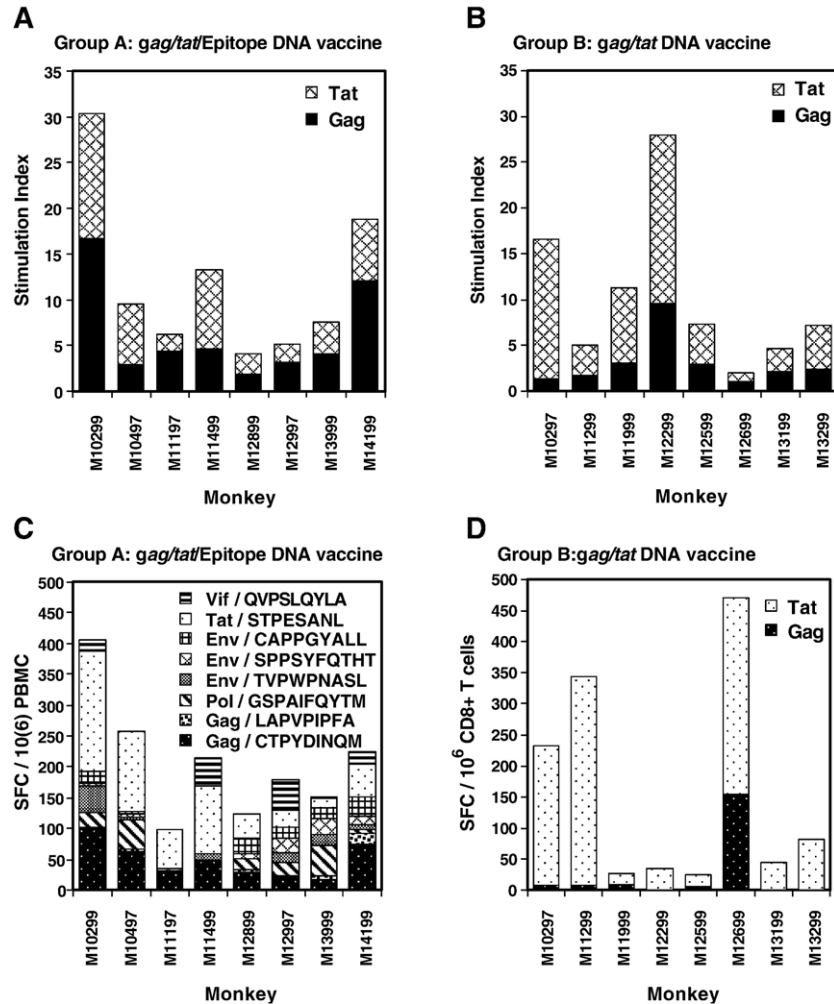 A
Group A: gag/tat/Epitope DNA vaccine
35
30
25
20
15
10
5
0
Stimulation Index
Tat
Gag
M10299
M10497
M11197
M11499
M12899
M12997
M13999
M14199
Monkey
B
Group B: gag/tat DNA vaccine
35
30
25
20
15
10
5
0
Stimulation Index
Tat
Gag
M10297
M11299
M11999
M12299
M12599
M12699
M13199
M13299
Monkey
C
Group A: gag/tat/Epitope DNA vaccine
500
450
400
350
300
250
200
150
100
50
0
SFC / 10(6) PBMC
Vif / QVPSLQYLA
Tat / STPESANL
Env / CAPPGYALL
Env / SPPSYFQTHT
Env / TVPWPNASL
Pol / GSPAIFQYTM
Gag / LAPVPIPFA
Gag / CTPYDINQM
M10299
M10497
M11197
M11499
M12899
M12997
M13999
M14199
Monkey
D
Group B:gag/tat DNA vaccine
500
450
400
350
300
250
200
150
100
50
0
SFC / 10⁶ CD8+ T cells
Tat
Gag
M10297
M11299
M11999
M12299
M12599
M12699
M13199
M13299
Monkey